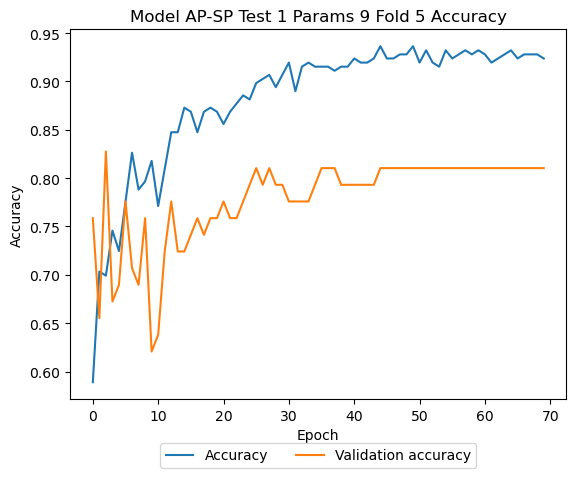 Model AP-SP Test 1 Params 9 Fold 5 Accuracy
0.95
0.90
0.85
0.80
0.75
0.70
0.65
0.60
Accuracy
0 10 20 30 40 50 60 70
Epoch
Accuracy Validation accuracy